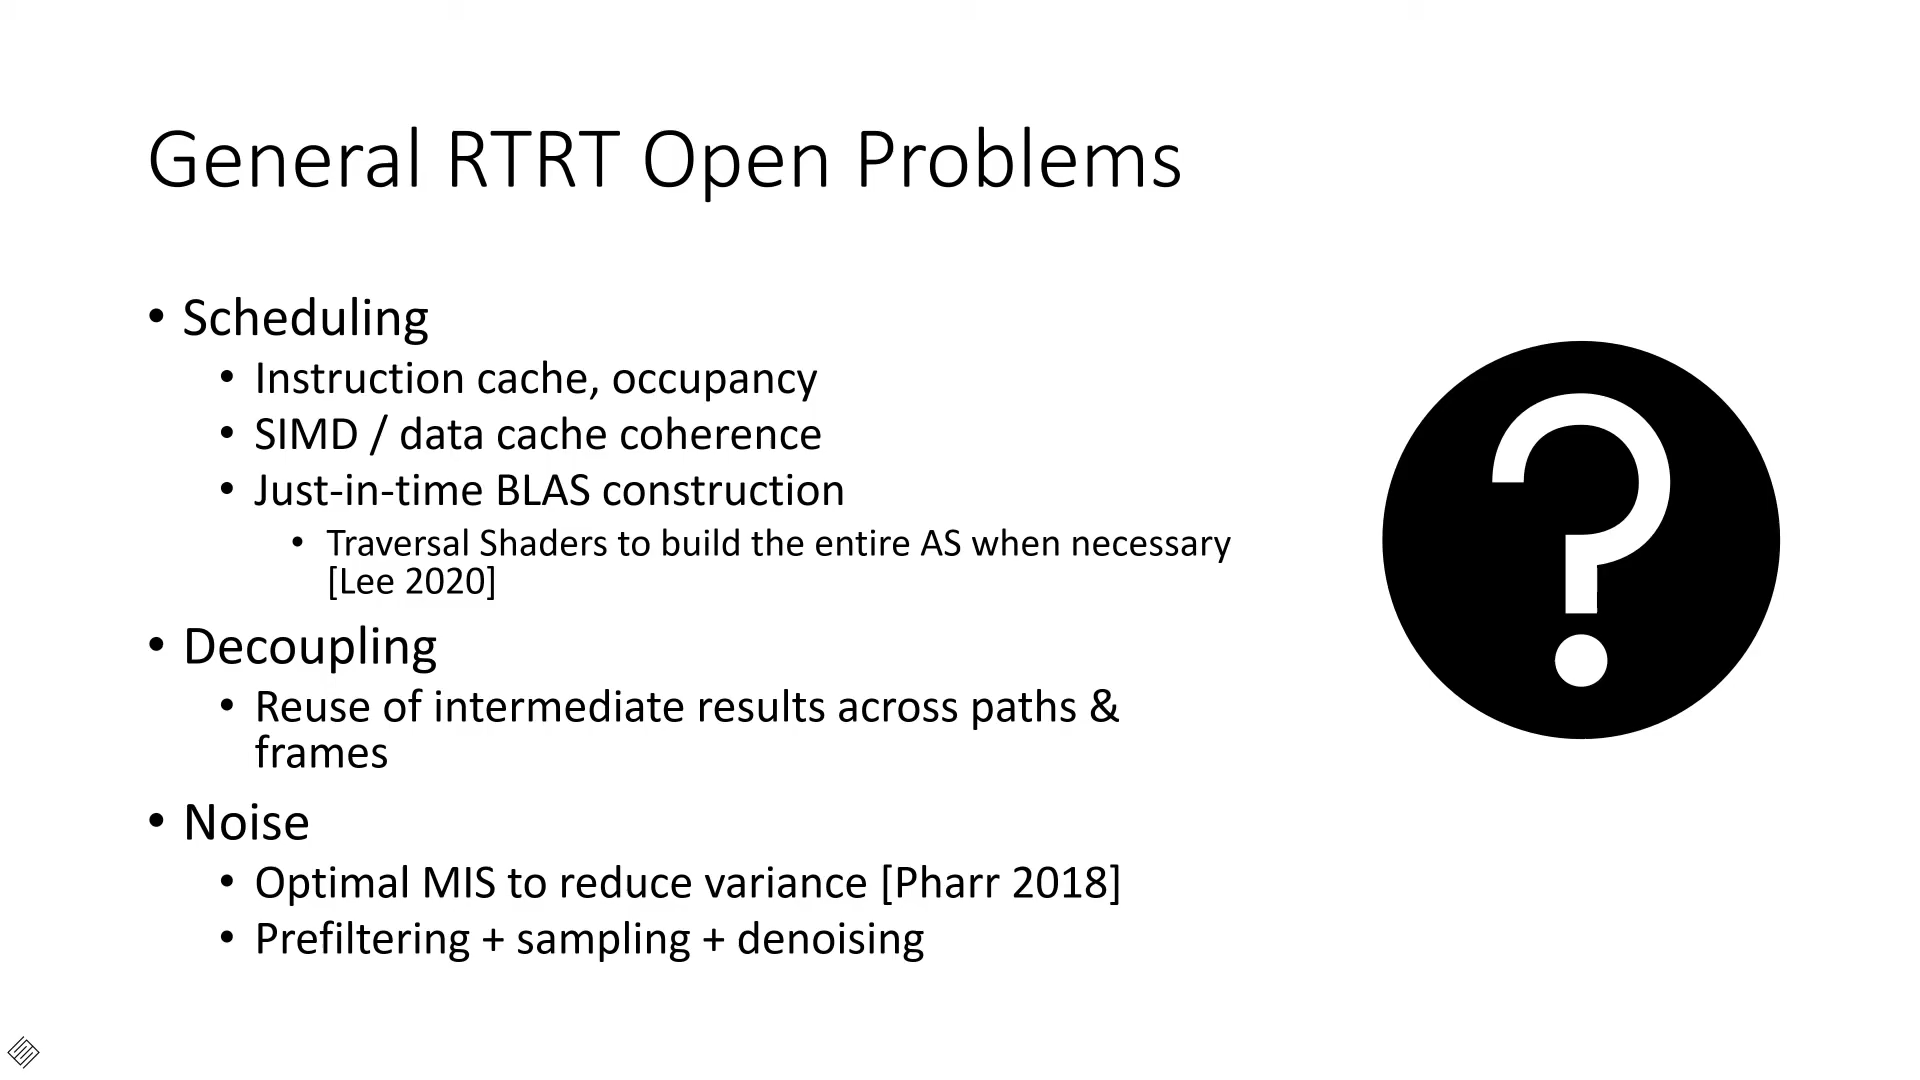 General RTRT Open Problems
• Scheduling
• Instruction cache, occupancy
• SIMD / data cache coherence
• Just-in-time BLAS construction
• Traversal Shaders to build the entire AS when necessary
[Lee 2020]
• Decoupling
• Reuse of intermediate results across paths &
frames
• Noise
• Optimal MIS to reduce variance [Pharr 2018]
• Prefiltering + sampling + denoising
?